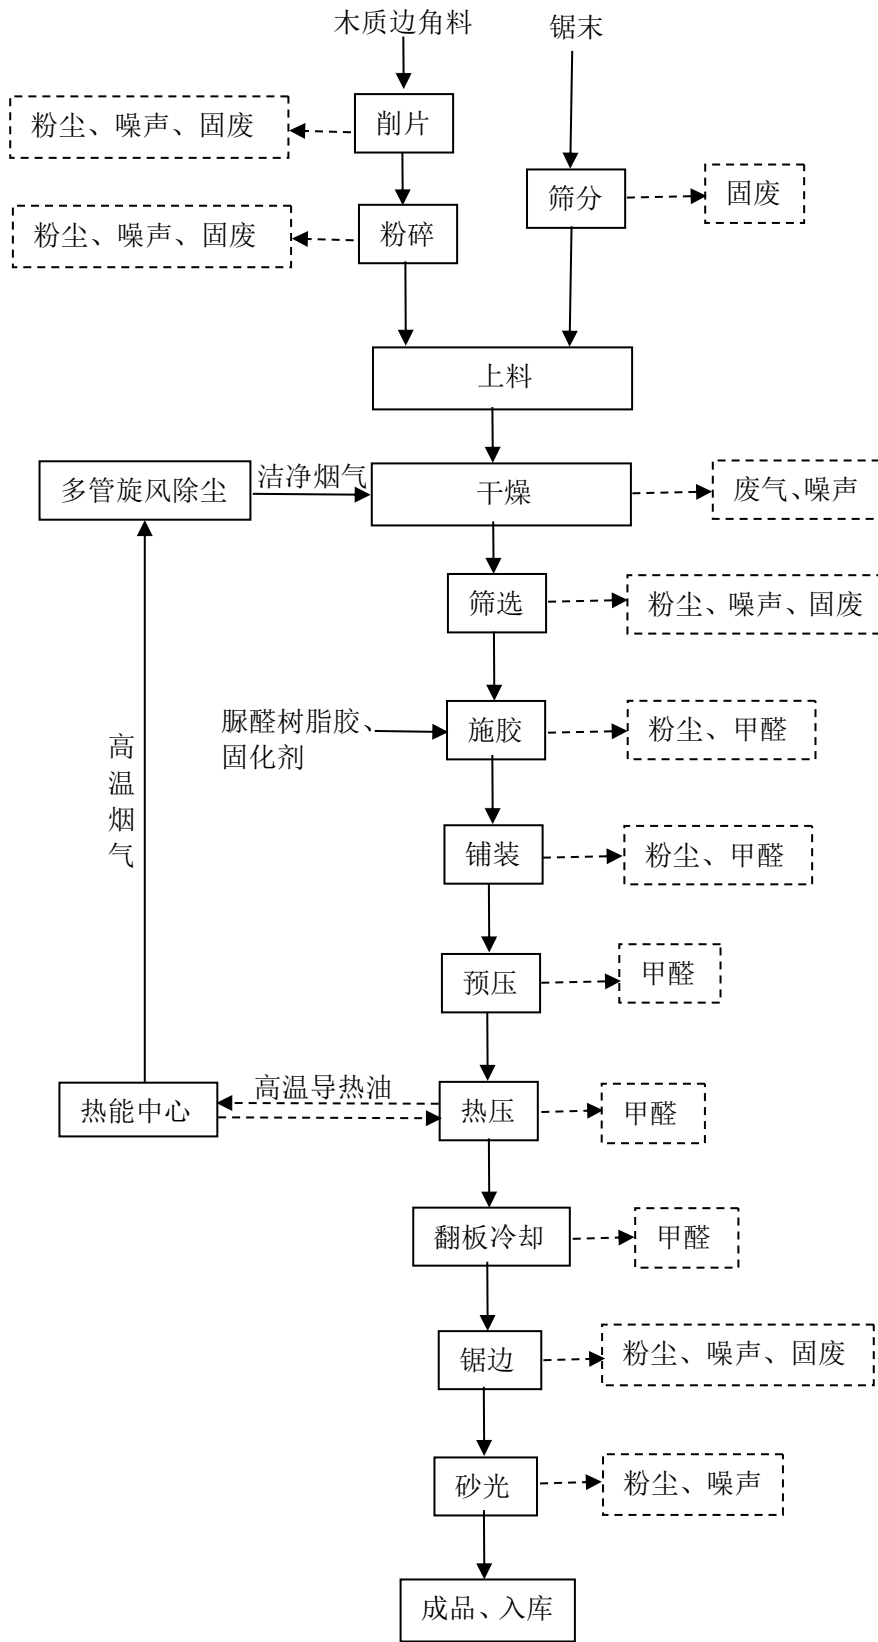 木质边角料
锯末
粉尘、噪声、固废
削片
筛分
固废
粉尘、噪声、固废
粉碎
上料
多管旋风除尘
洁净烟气
干燥
废气、噪声
筛选
粉尘、噪声、固废
脲醛树脂胶、
固化剂
施胶
粉尘、甲醛
高
温
烟
气
铺装
粉尘、甲醛
预压
甲醛
热能中心
高温导热油
热压
甲醛
翻板冷却
甲醛
锯边
粉尘、噪声、固废
砂光
粉尘、噪声
成品、入库